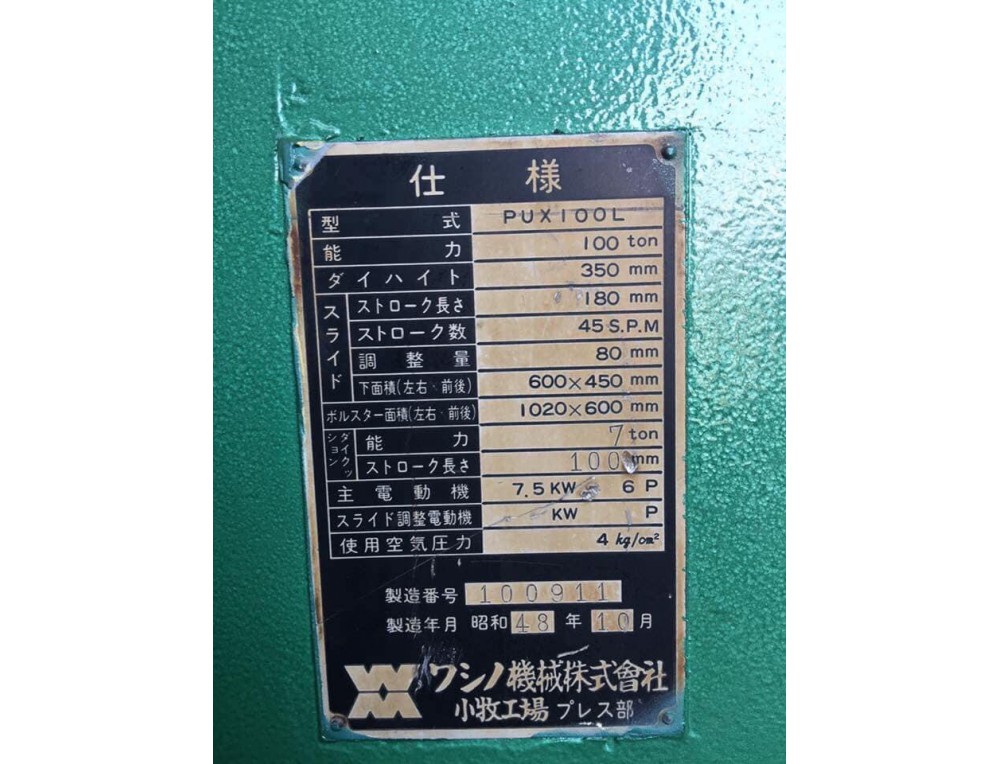 仕様
型式 PUX100L
能力 100 ton
ダイハイト 350 mm
スライド
ストローク長さ 180 mm
ストローク数 45 S.P.M
調整量 80 mm
下面積(左右・前後) 600×450 mm
ボルスター面積(左右・前後) 1020×600 mm
ダイクッション
能力 7 ton
ストローク長さ 100 mm
主電動機 7.5 KW 6 P
スライド調整電動機 KW P
使用空気圧力 4 kg/cm²
製造番号 100911
製造年月 昭和 48 年 10 月
ワシノ機械株式會社
小牧工場 プレス部